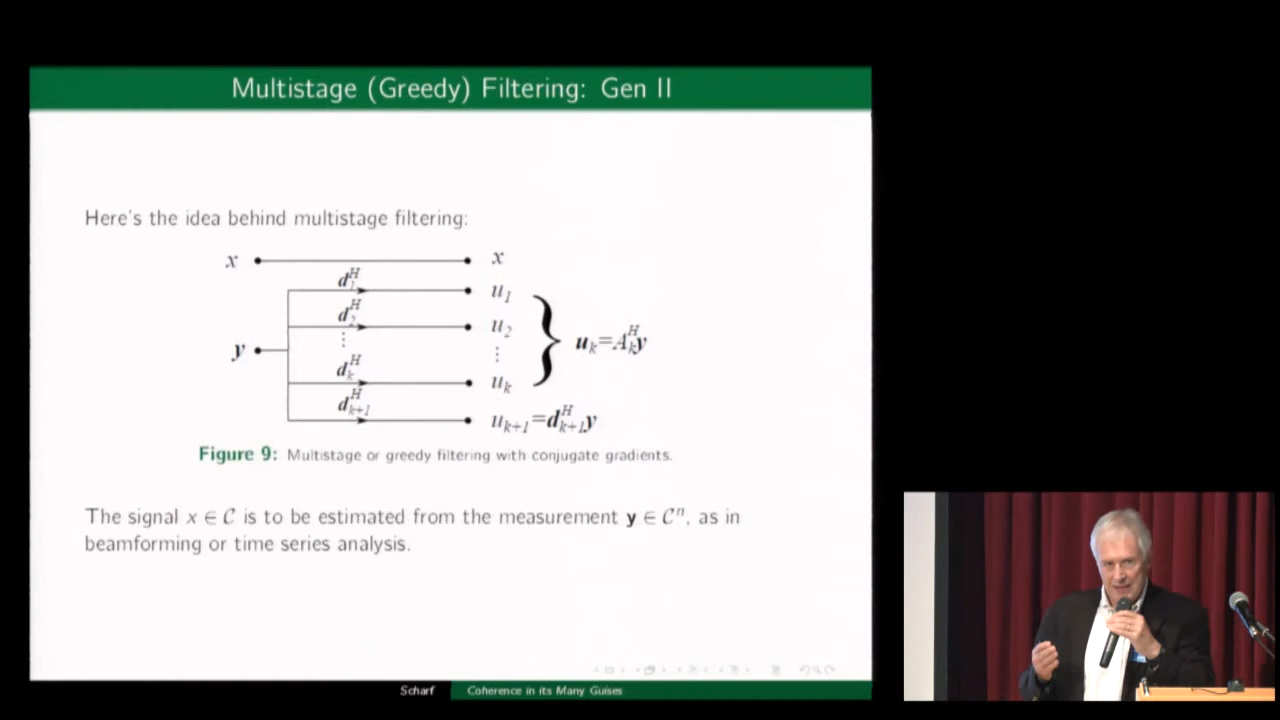 Multistage (Greedy) Filtering: Gen II
Here's the idea behind multistage filtering:
x x
d₁ᴴ u₁
d₂ᴴ u₂
⋮ ⋮
y
uₖ=Aₖᴴy
dₖᴴ uₖ
dₖ₊₁ᴴ uₖ₊₁=dₖ₊₁ᴴy
Figure 9: Multistage or greedy filtering with conjugate gradients.
The signal x ∈ 𝒞 is to be estimated from the measurement y ∈ 𝒞ⁿ, as in
beamforming or time series analysis.
Scharf Coherence in its Many Guises